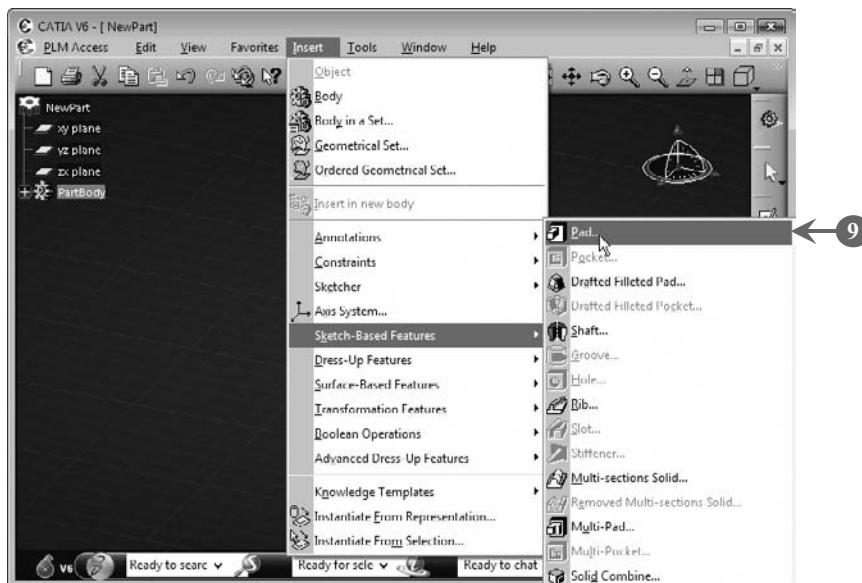 CATIA V6 - [ NewPart]
PLM Access Edit View Favorites Insert Tools Window Help
NewPart
xy plane
yz plane
zx plane
PartBody
Object
Body
Body in a Set...
Geometrical Set...
Ordered Geometrical Set...
Insert in new body
Annotations
Constraints
Sketcher
Axis System...
Sketch-Based Features
Dress-Up Features
Surface-Based Features
Transformation Features
Boolean Operations
Advanced Dress-Up Features
Knowledge Templates
Instantiate From Representation...
Instantiate From Selection...
Pad...
Pocket...
Drafted Filleted Pad...
Drafted Filleted Pocket...
Shaft...
Groove...
Hole...
Rib...
Slot...
Stiffener...
Multi-sections Solid...
Removed Multi-sections Solid...
Multi-Pad...
Multi-Pocket...
Solid Combine...
9
V6 Ready to searc Ready for sele Ready to chat